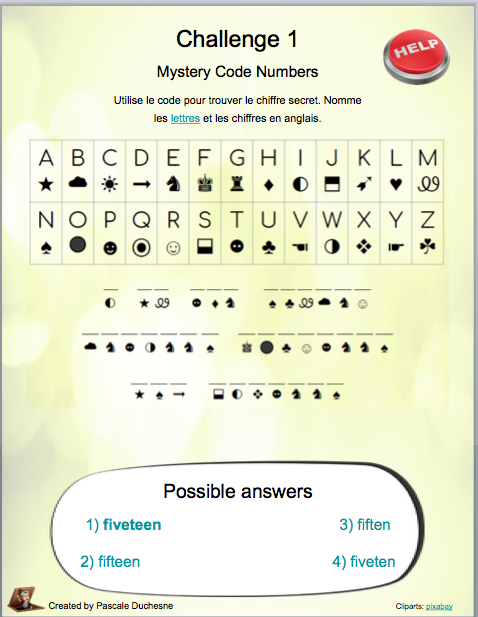 Challenge 1
HELP
Mystery Code Numbers
Utilise le code pour trouver le chiffre secret. Nomme
les lettres et les chiffres en anglais.
A B C D E F G H I J K L M
N O P Q R S T U V W X Y Z
Possible answers
1) fiveteen
3) fiften
2) fifteen
4) fiveten
Created by Pascale Duchesne
Cliparts: pixabay